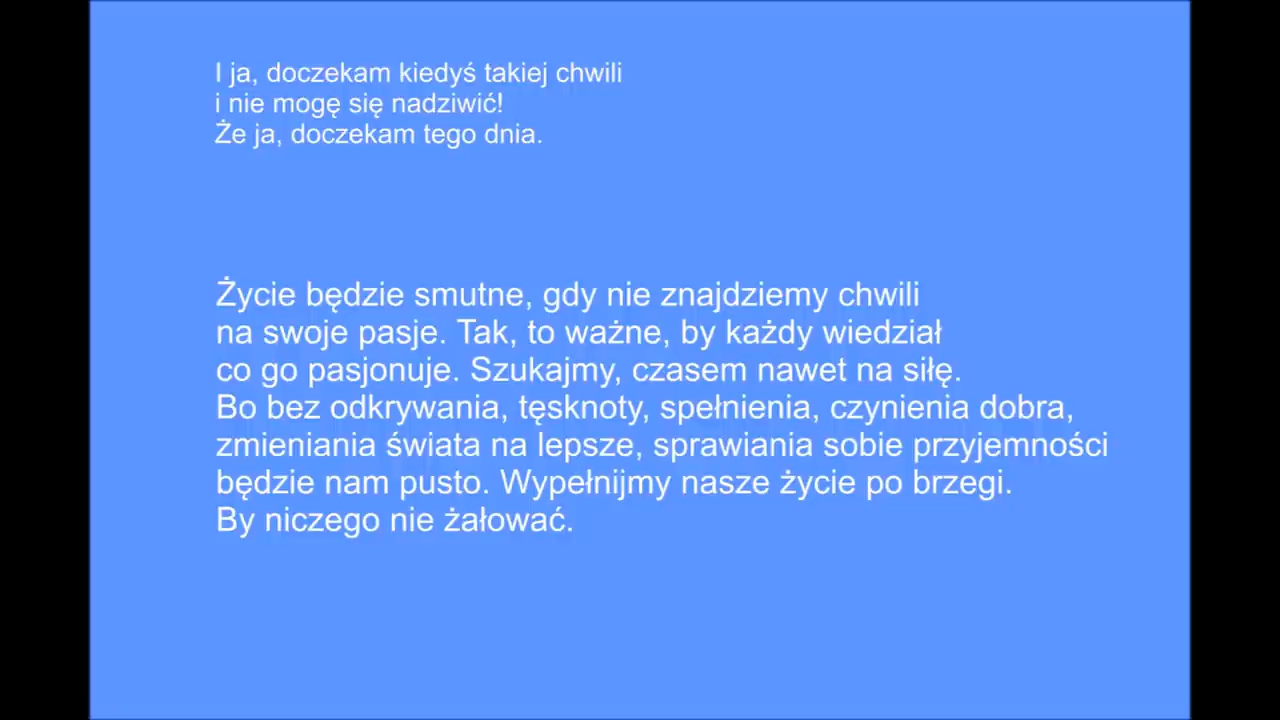 I ja, doczekam kiedyś takiej chwili
i nie mogę się nadziwić!
Że ja, doczekam tego dnia.
Życie będzie smutne, gdy nie znajdziemy chwili
na swoje pasje. Tak, to ważne, by każdy wiedział
co go pasjonuje. Szukajmy, czasem nawet na siłę.
Bo bez odkrywania, tęsknoty, spełnienia, czynienia dobra,
zmieniania świata na lepsze, sprawiania sobie przyjemności
będzie nam pusto. Wypełnijmy nasze życie po brzegi.
By niczego nie żałować.